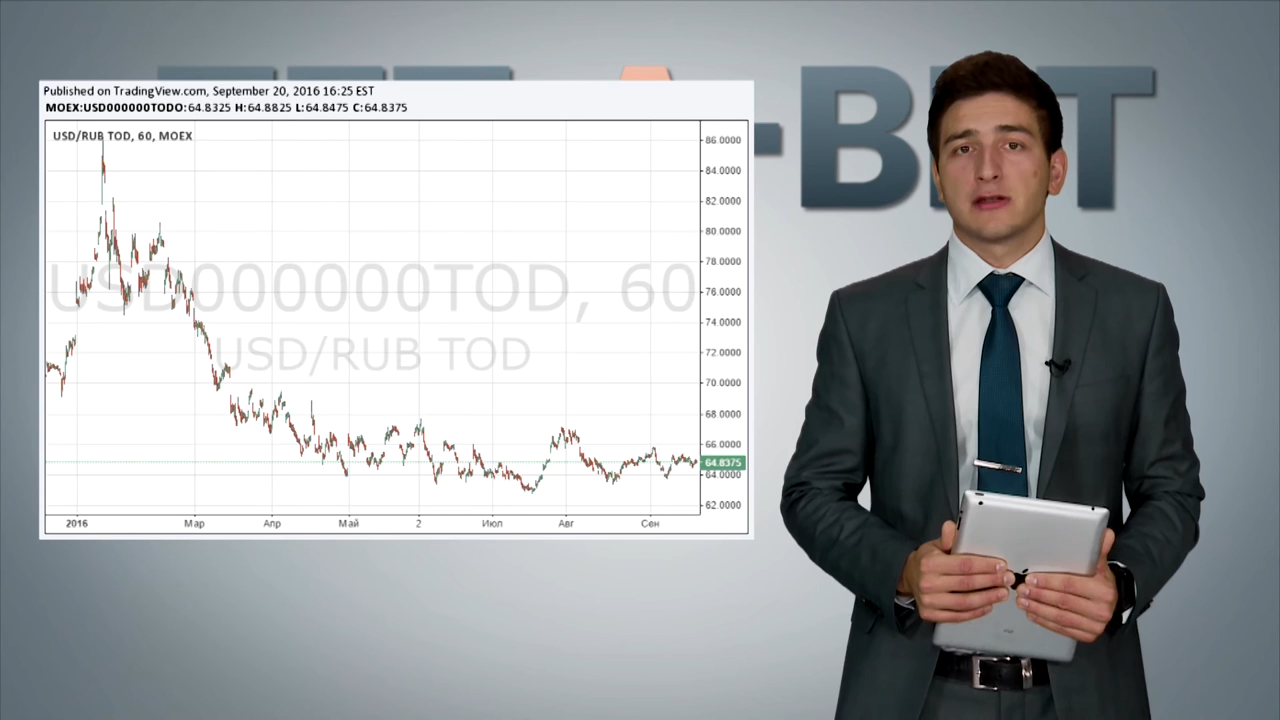 Published on TradingView.com, September 20, 2016 16:25 EST
MOEX:USD000000TODO:64.8325 H:64.8825 L:64.8475 C:64.8375
USD/RUB TOD, 60, MOEX
USD000000TOD, 60
USD/RUB TOD
86.0000
84.0000
82.0000
80.0000
78.0000
76.0000
74.0000
72.0000
70.0000
68.0000
66.0000
64.8375
64.0000
62.0000
2016 Мар Апр Май 2 Июл Авг Сен